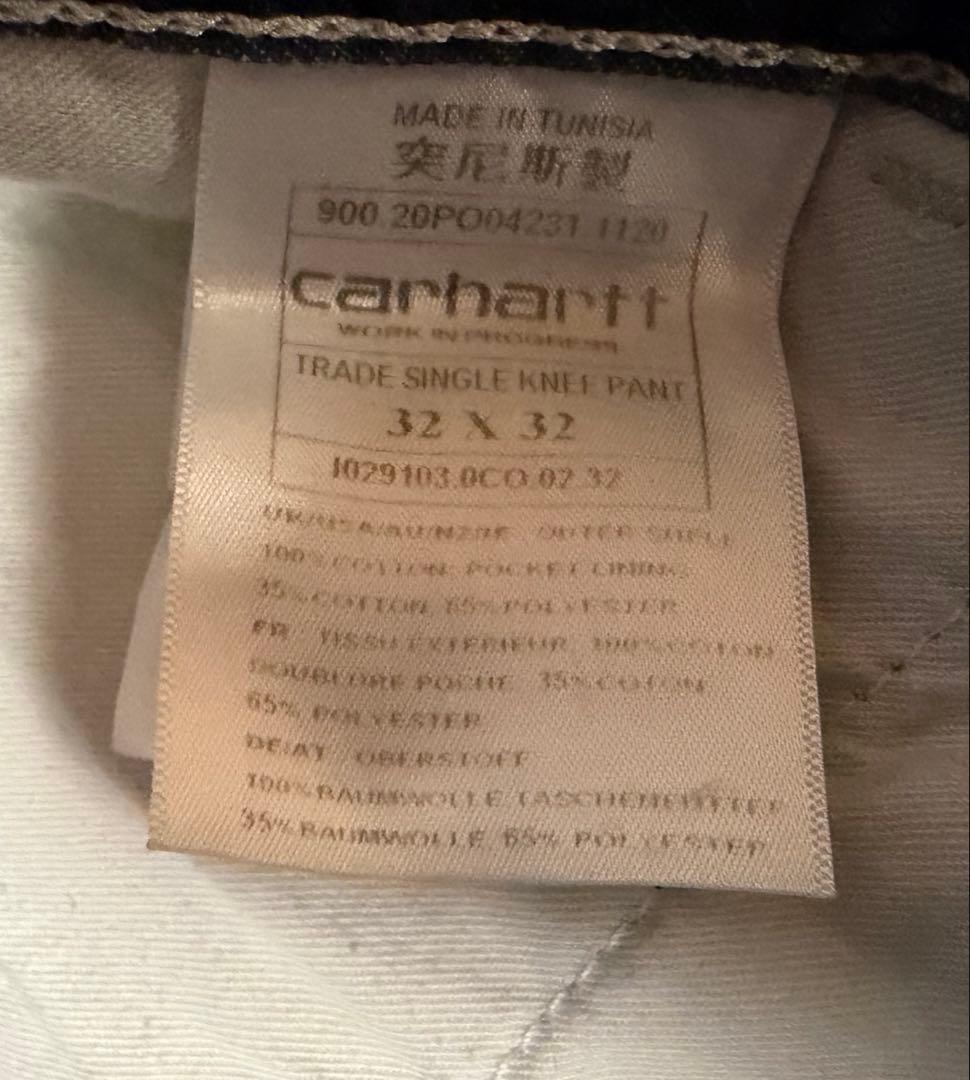 MADE IN TUNISIA
突尼斯製
900.20PO04231.1120
carhartt
WORK IN PROGRESS
TRADE SINGLE KNEE PANT
32 X 32
I029103.0CO.02.32
UK/USA/AU/NZ/IE OUTER SHELL
100%COTTON POCKET LINING
35%COTTON 65%POLYESTER
FR TISSU EXTERIEUR 100%COTON
DOUBLURE POCHE 35%COTON
65% POLYESTER
DE/AT OBERSTOFF
100%BAUMWOLLE TASCHENFUTTER
35%BAUMWOLLE 65% POLYESTER